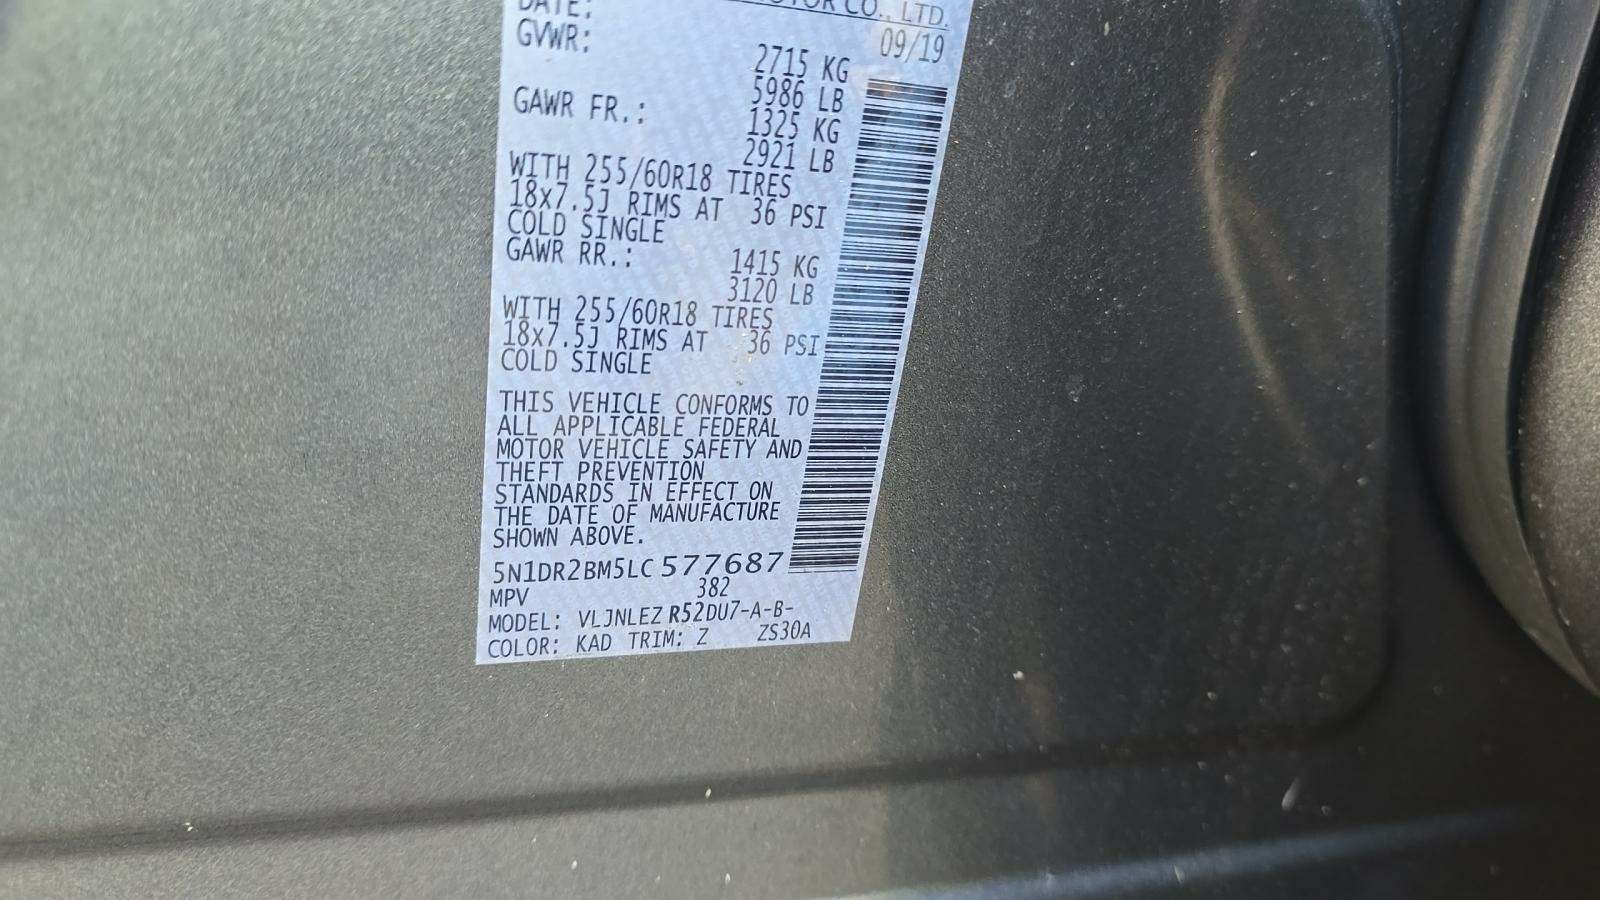 MOTOR CO., LTD.
DATE: 09/19
GVWR: 2715 KG
5986 LB
GAWR FR.: 1325 KG
2921 LB
WITH 255/60R18 TIRES
18x7.5J RIMS AT 36 PSI
COLD SINGLE
GAWR RR.: 1415 KG
3120 LB
WITH 255/60R18 TIRES
18x7.5J RIMS AT 36 PSI
COLD SINGLE
THIS VEHICLE CONFORMS TO
ALL APPLICABLE FEDERAL
MOTOR VEHICLE SAFETY AND
THEFT PREVENTION
STANDARDS IN EFFECT ON
THE DATE OF MANUFACTURE
SHOWN ABOVE.
5N1DR2BM5LC577687
MPV 382
MODEL: VLJNLEZ R52DU7-A-B-
COLOR: KAD TRIM: Z ZS30A